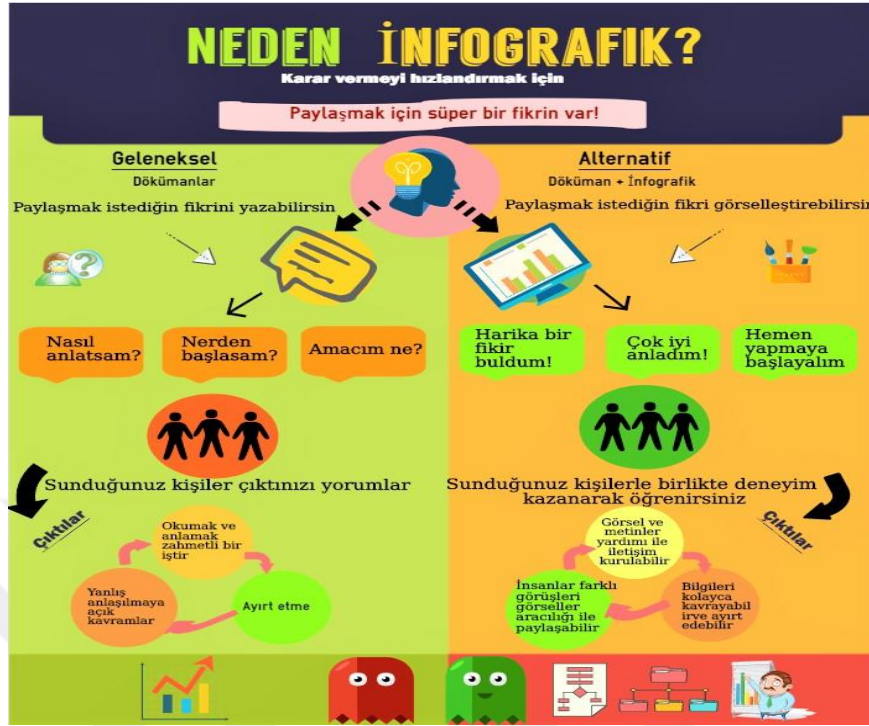 NEDEN İNFOGRAFIK?
Karar vermeyi hızlandırmak için
Paylaşmak için süper bir fikrin var!
Geleneksel
Dökümanlar
Paylaşmak istediğin fikrini yazabilirsin
Nasıl
anlatsam?
Nerden
başlasam?
Amacım ne?
Sunduğunuz kişiler çıktınızı yorumlar
Çıktılar
Okumak ve
anlamak
zahmetli bir
iştir
Ayırt etme
Yanlış
anlaşılmaya
açık
kavramlar
Alternatif
Döküman + İnfografik
Paylaşmak istediğin fikri görselleştirebilirsin
Harika bir
fikir
buldum!
Çok iyi
anladım!
Hemen
yapmaya
başlayalım
Sunduğunuz kişilerle birlikte deneyim
kazanarak öğrenirsiniz
Çıktılar
Görsel ve
metinler
yardımı ile
iletişim
kurulabilir
Bilgileri
kolayca
kavrayabil
irve ayırt
edebilir
İnsanlar farklı
görüşleri
görseller
aracılığı ile
paylaşabilir